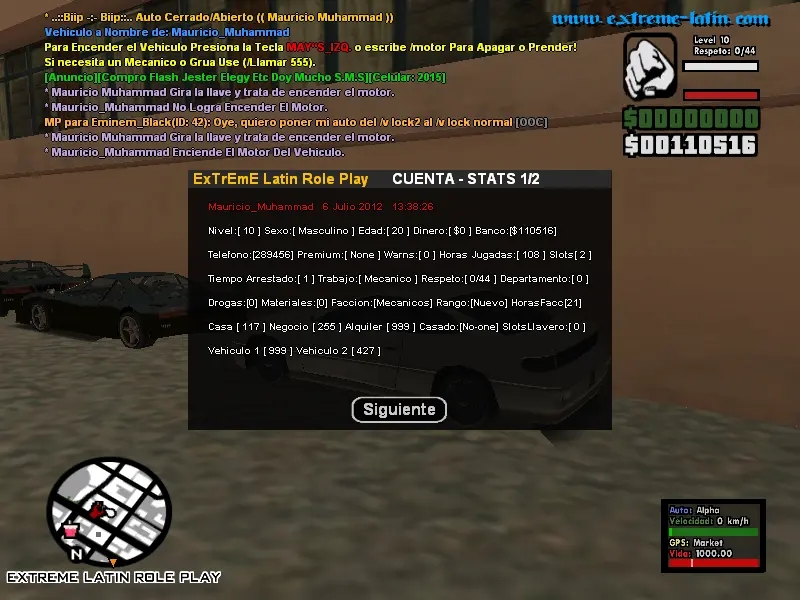 * ..::Biip -:- Biip::.. Auto Cerrado/Abierto (( Mauricio Muhammad ))
Vehiculo a Nombre de: Mauricio_Muhammad
Para Encender el Vehiculo Presiona la Tecla MAY*S_IZQ. o escribe /motor Para Apagar o Prender!
Si necesita un Mecanico o Grua Use (/Llamar 555).
[Anuncio][Compro Flash Jester Elegy Etc Doy Mucho S.M.S][Celular: 2015]
* Mauricio Muhammad Gira la llave y trata de encender el motor.
* Mauricio_Muhammad No Logra Encender El Motor.
MP para Eminem_Black(ID: 42): Oye, quiero poner mi auto del /v lock2 al /v lock normal [OOC]
* Mauricio Muhammad Gira la llave y trata de encender el motor.
* Mauricio_Muhammad Enciende El Motor Del Vehiculo.
www.extreme-latin.com
Level 10
Respeto: 0/44
$00000000
$00110516
ExTrEmE Latin Role Play CUENTA - STATS 1/2
Mauricio_Muhammad 6 Julio 2012 13:38:26
Nivel:[ 10 ] Sexo:[ Masculino ] Edad:[ 20 ] Dinero:[ $0 ] Banco:[$110516]
Telefono:[289456] Premium:[ None ] Warns:[ 0 ] Horas Jugadas:[ 108 ] Slots[ 2 ]
Tiempo Arrestado:[ 1 ] Trabajo:[ Mecanico ] Respeto:[ 0/44 ] Departamento:[ 0 ]
Drogas:[0] Materiales:[0] Faccion:[Mecanicos] Rango:[Nuevo] HorasFacc[21]
Casa [ 117 ] Negocio [ 255 ] Alquiler [ 999 ] Casado:[No-one] SlotsLlavero:[ 0 ]
Vehiculo 1 [ 999 ] Vehiculo 2 [ 427 ]
Siguiente
N
EXTREME LATIN ROLE PLAY
Auto: Alpha
Velocidad: 0 km/h
GPS: Market
Vida: 1000.00